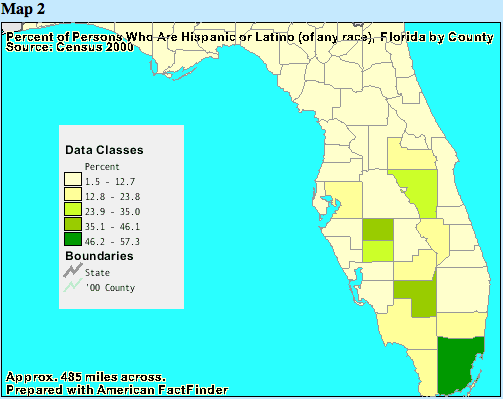 Map 2
Percent of Persons Who Are Hispanic or Latino (of any race), Florida by County
Source: Census 2000
Data Classes
Percent
1.5 - 12.7
12.8 - 23.8
23.9 - 35.0
35.1 - 46.1
46.2 - 57.3
Boundaries
State
'00 County
Approx. 485 miles across.
Prepared with American FactFinder